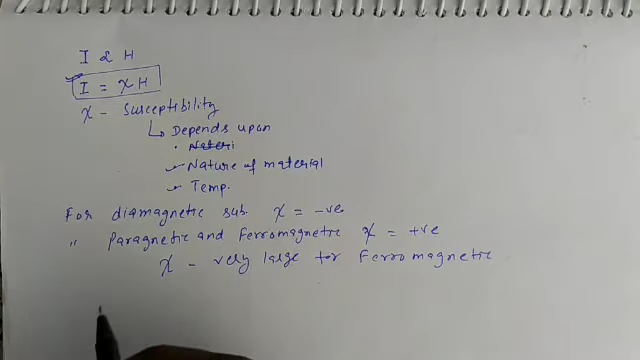 I α H
I = χ H
χ - Susceptibility
↳ Depends upon
• Nateri
Nature of material
Temp.
For diamagnetic sub. χ = -ve
" Paragnetic and Ferromagnetic χ = +ve
χ - very large for Ferromagnetic